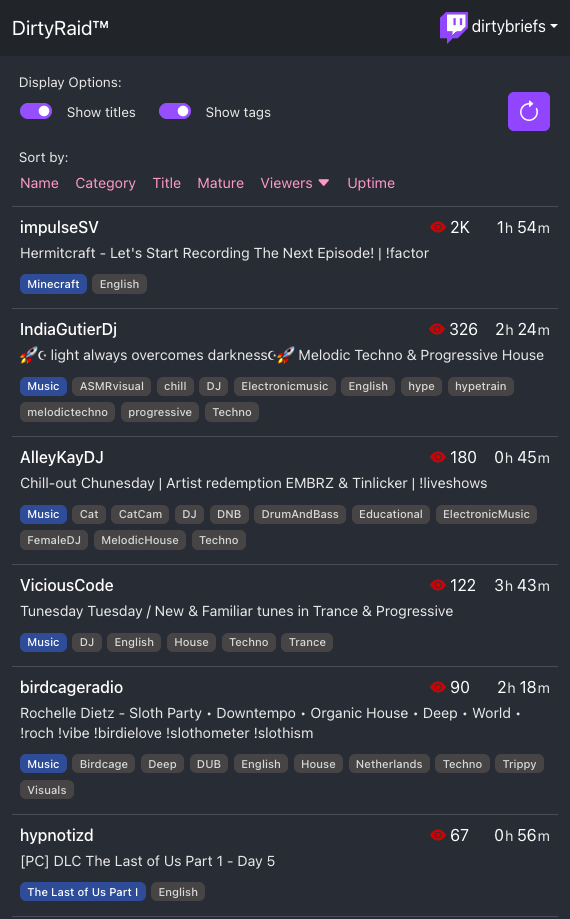 DirtyRaid™ dirtybriefs
Display Options:
Show titles Show tags
Sort by:
Name Category Title Mature Viewers Uptime
impulseSV 2K 1h 54m
Hermitcraft - Let's Start Recording The Next Episode! | !factor
Minecraft English
IndiaGutierDj 326 2h 24m
🚀☪ light always overcomes darkness☪🚀 Melodic Techno & Progressive House
Music ASMRvisual chill DJ Electronicmusic English hype hypetrain
melodictechno progressive Techno
AlleyKayDJ 180 0h 45m
Chill-out Chunesday | Artist redemption EMBRZ & Tinlicker | !liveshows
Music Cat CatCam DJ DNB DrumAndBass Educational ElectronicMusic
FemaleDJ MelodicHouse Techno
ViciousCode 122 3h 43m
Tunesday Tuesday / New & Familiar tunes in Trance & Progressive
Music DJ English House Techno Trance
birdcageradio 90 2h 18m
Rochelle Dietz - Sloth Party • Downtempo • Organic House • Deep • World •
!roch !vibe !birdielove !slothometer !slothism
Music Birdcage Deep DUB English House Netherlands Techno Trippy
Visuals
hypnotizd 67 0h 56m
[PC] DLC The Last of Us Part 1 - Day 5
The Last of Us Part I English